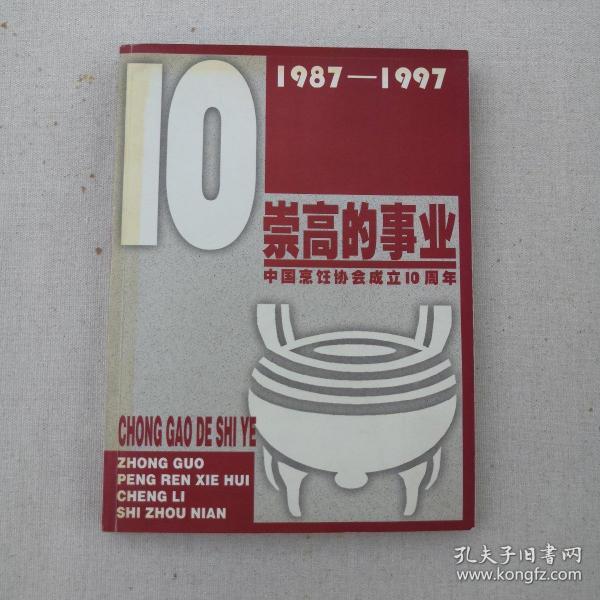 10
1987—1997
崇高的事业
中国烹饪协会成立10周年
CHONG GAO DE SHI YE
ZHONG GUO
PENG REN XIE HUI
CHENG LI
SHI ZHOU NIAN
孔夫子旧书网
www.kongfz.com